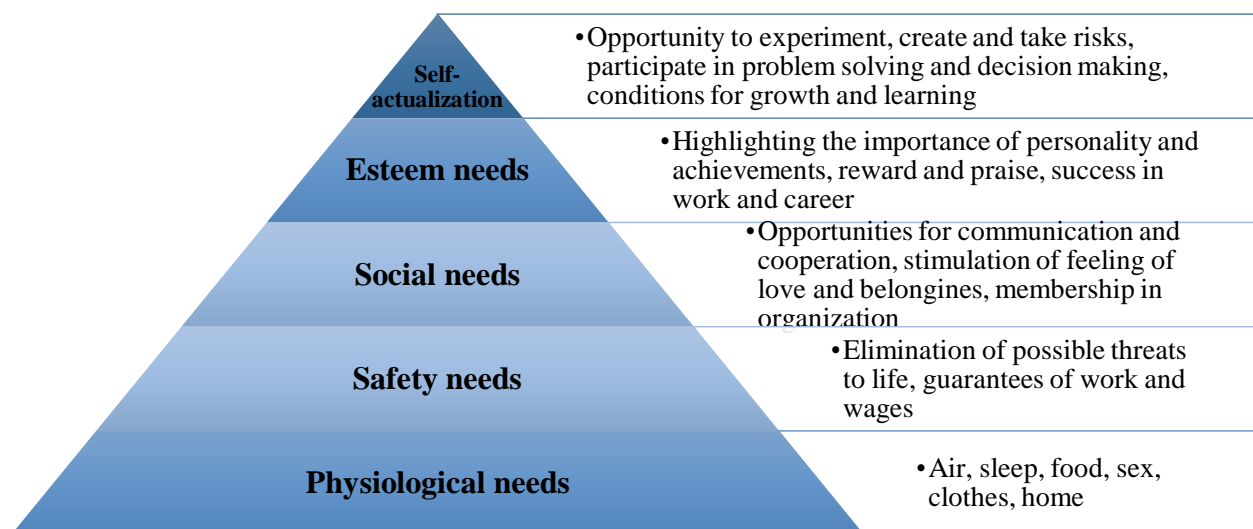 Self-
actualization
•Opportunity to experiment, create and take risks,
participate in problem solving and decision making,
conditions for growth and learning
Esteem needs
•Highlighting the importance of personality and
achievements, reward and praise, success in
work and career
Social needs
•Opportunities for communication and
cooperation, stimulation of feeling of
love and belongines, membership in
organization
Safety needs
•Elimination of possible threats
to life, guarantees of work and
wages
Physiological needs
•Air, sleep, food, sex,
clothes, home